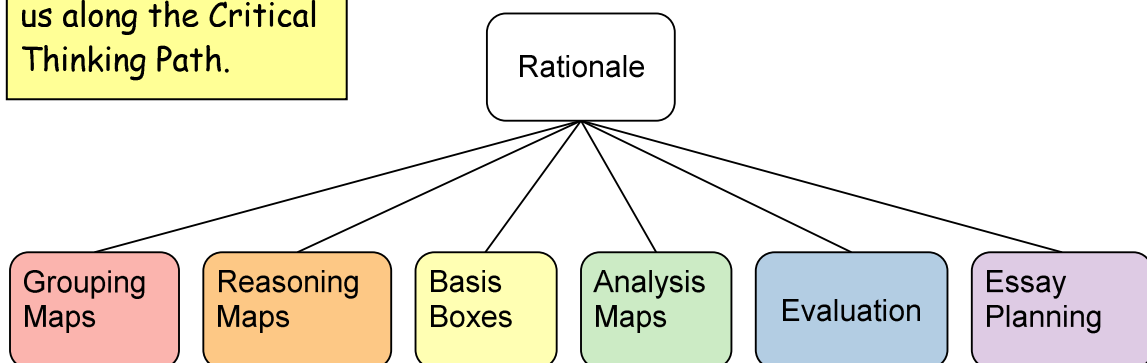 us along the Critical
Thinking Path.
Rationale
Grouping
Maps
Reasoning
Maps
Basis
Boxes
Analysis
Maps
Evaluation
Essay
Planning